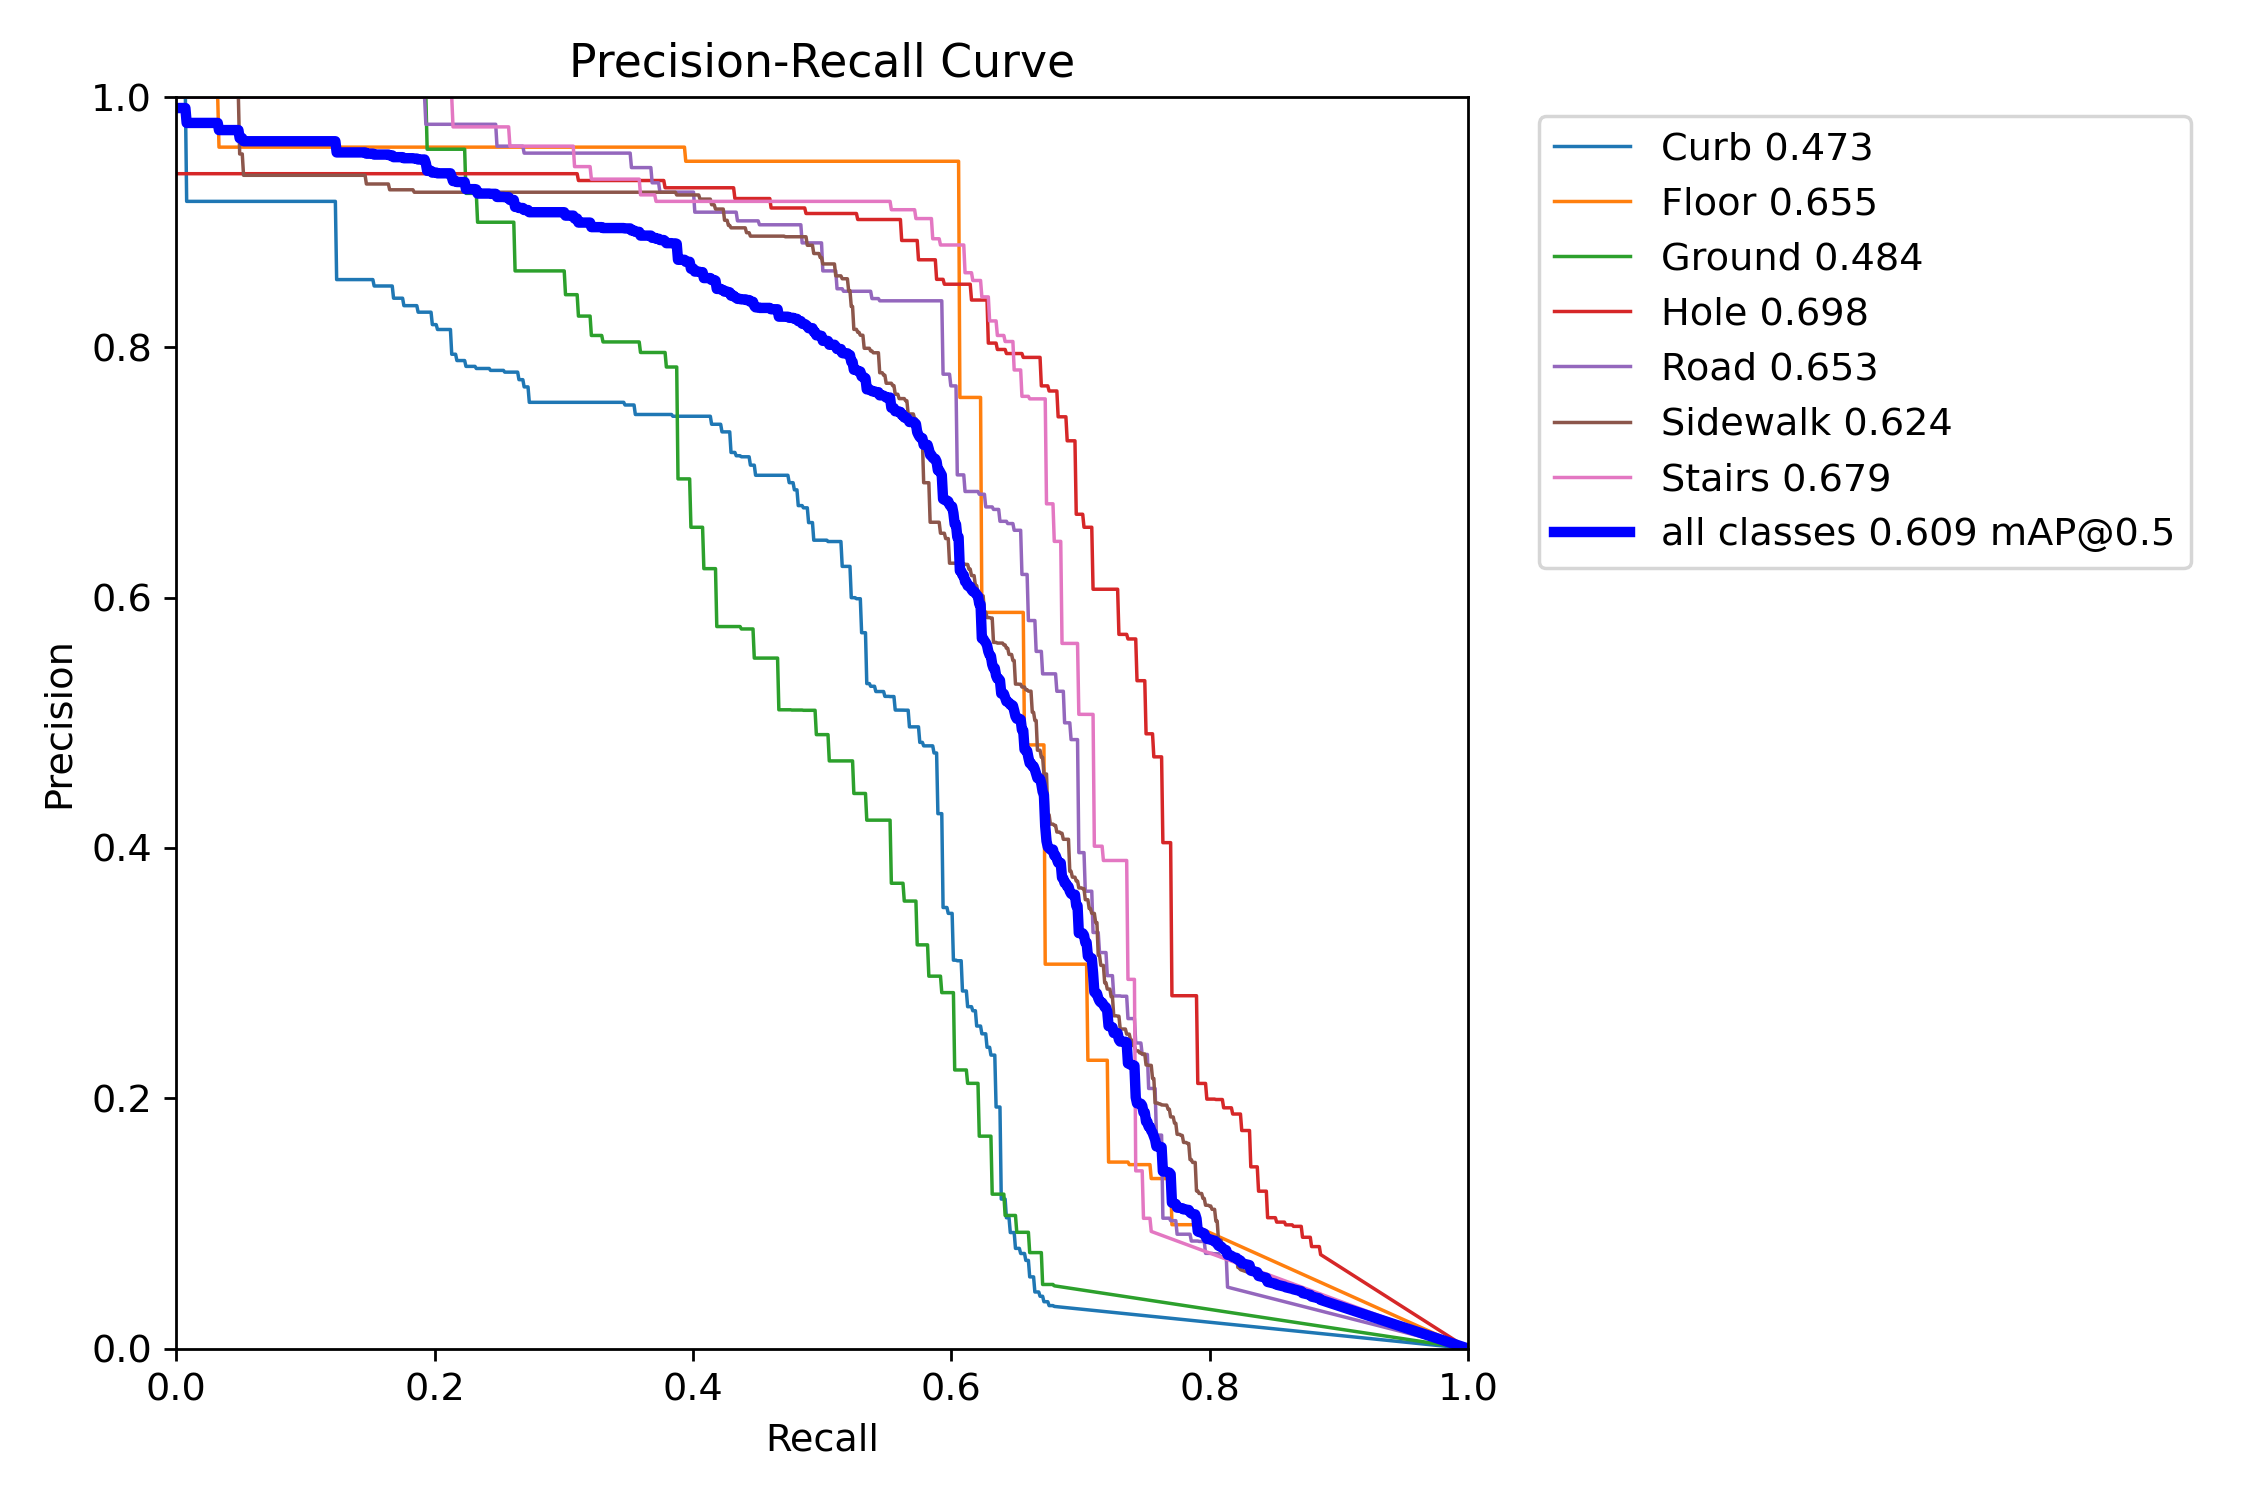 Precision-Recall Curve
1.0
0.8
0.6
0.4
0.2
0.0
Precision
0.0 0.2 0.4 0.6 0.8 1.0
Recall
Curb 0.473
Floor 0.655
Ground 0.484
Hole 0.698
Road 0.653
Sidewalk 0.624
Stairs 0.679
all classes 0.609 mAP@0.5